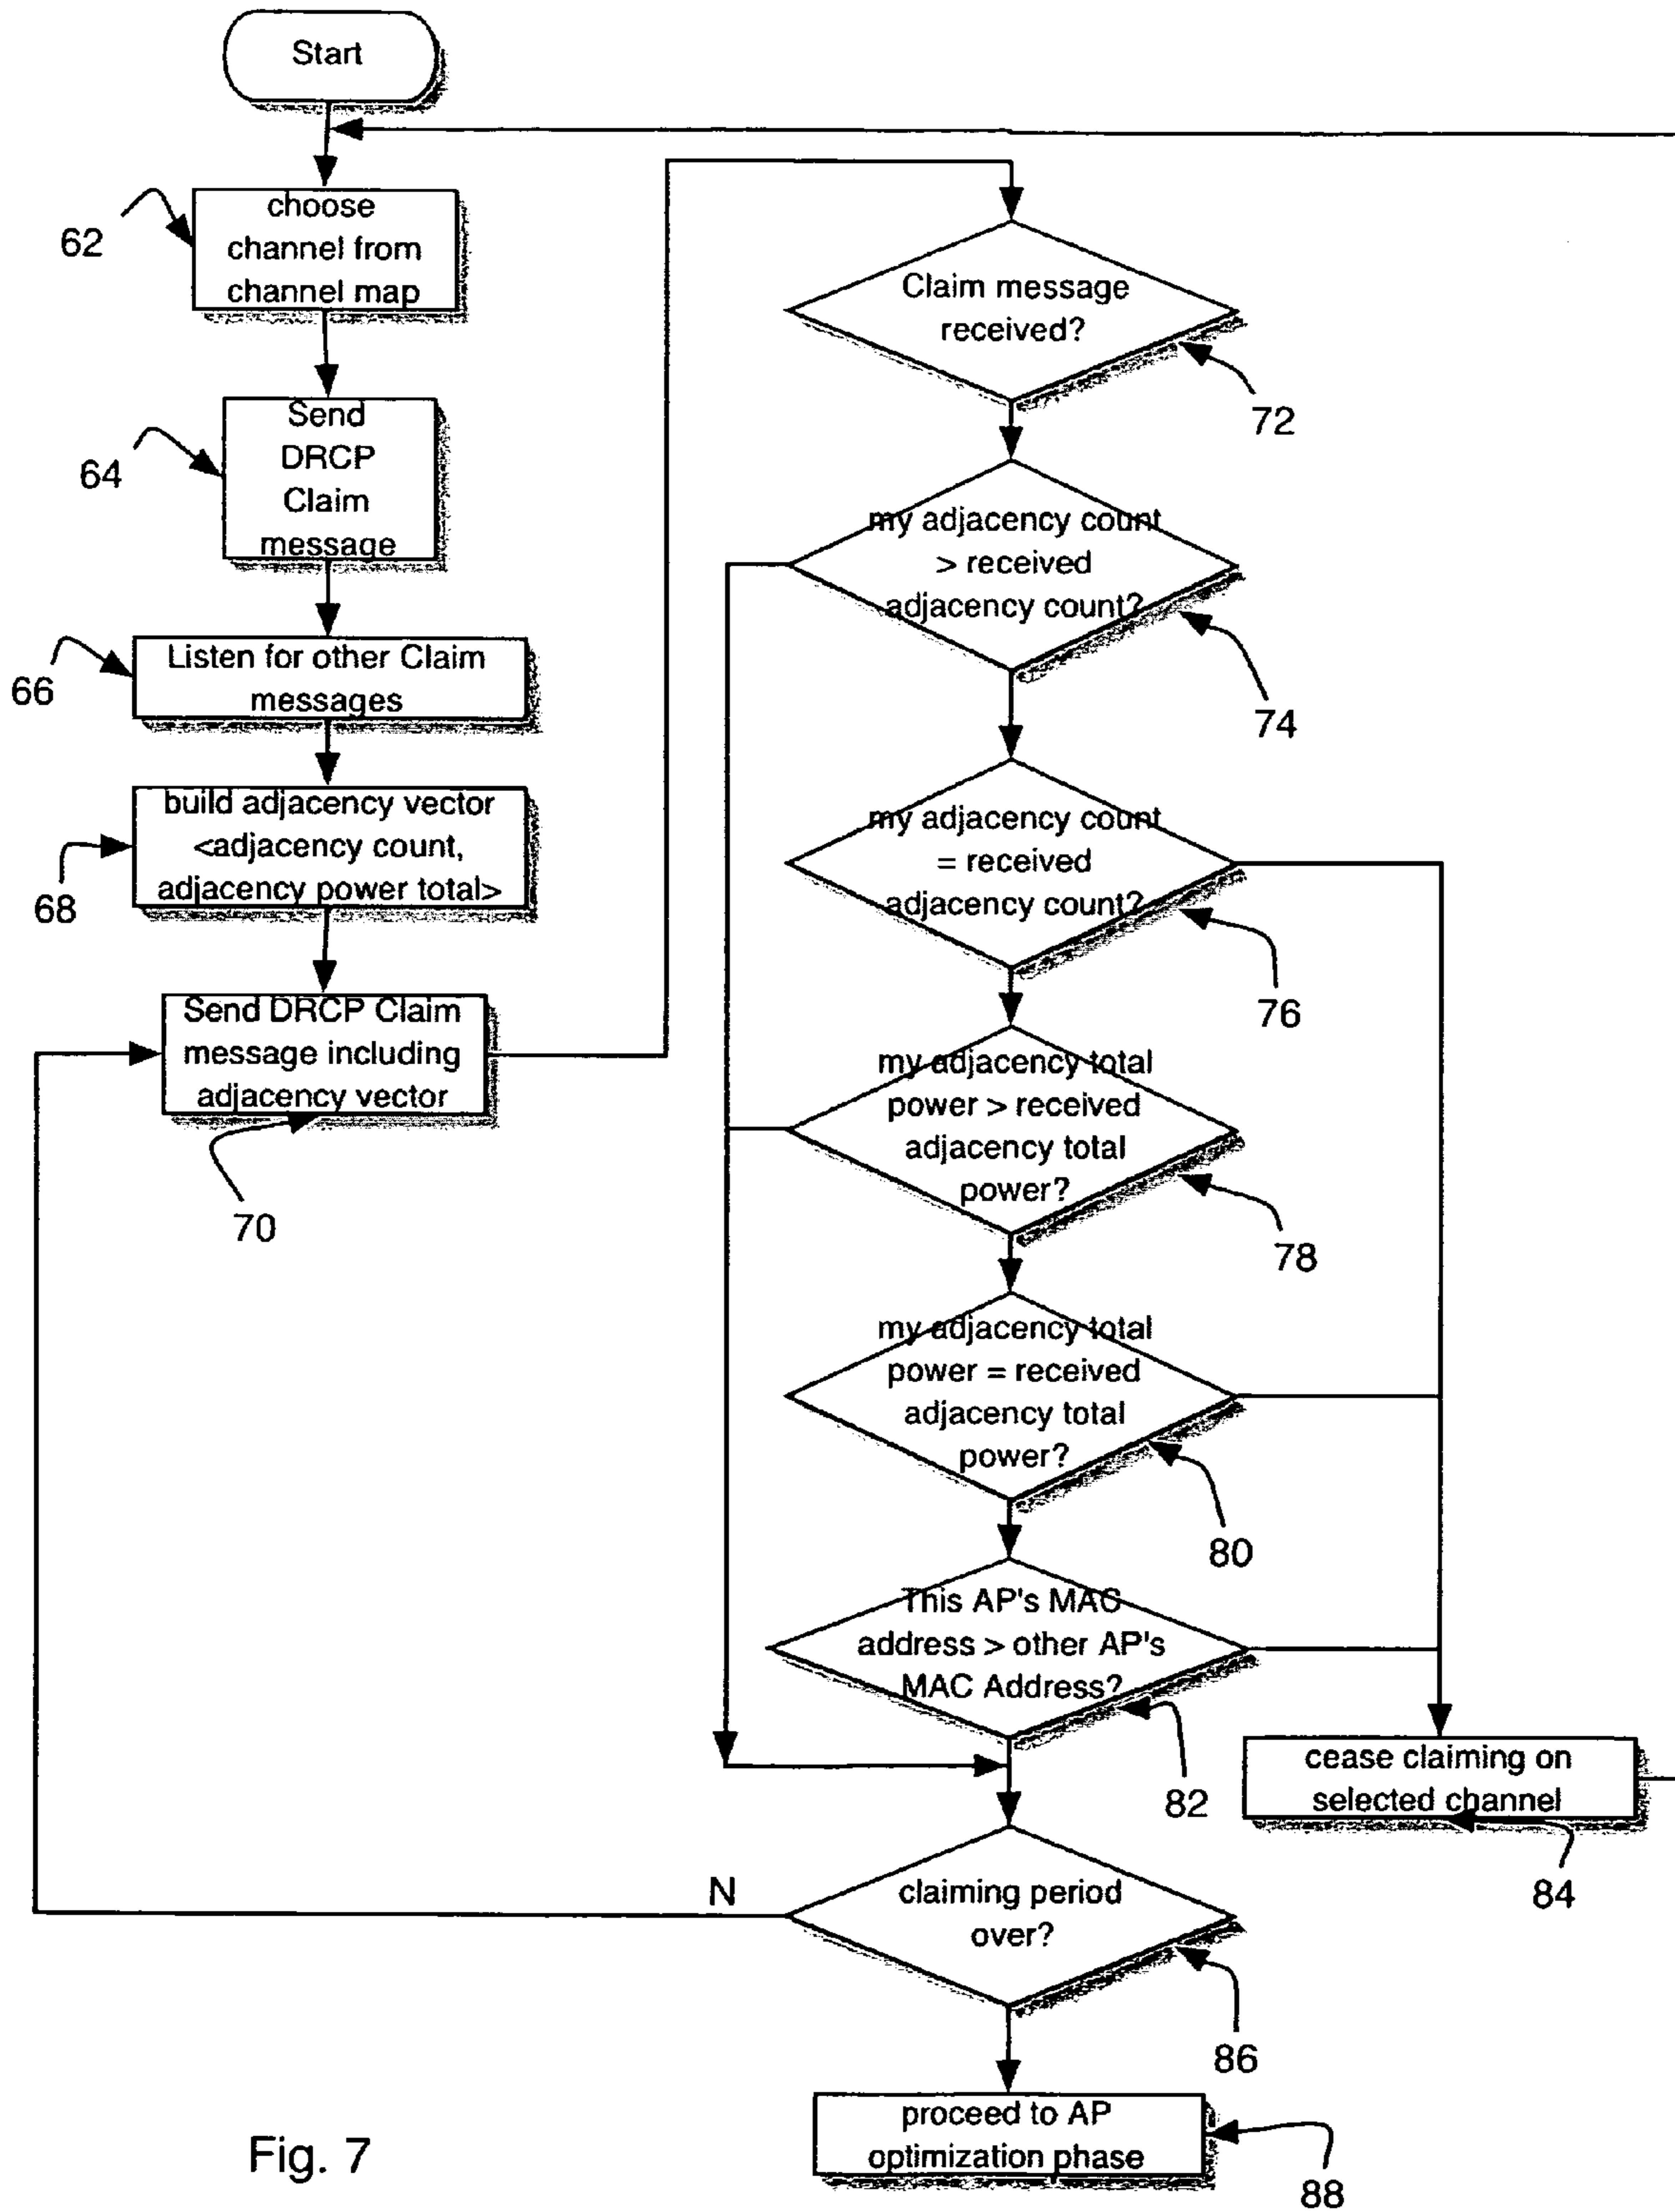 Start
choose
channel from
channel map
62
Send
DRCP
Claim
message
64
Listen for other Claim
messages
66
build adjacency vector
<adjacency count,
adjacency power total>
68
Send DRCP Claim
message including
adjacency vector
70
Claim message
received?
72
my adjacency count
> received
adjacency count?
74
my adjacency count
= received
adjacency count?
76
my adjacency total
power > received
adjacency total
power?
78
my adjacency total
power = received
adjacency total
power?
80
This AP's MAC
address > other AP's
MAC Address?
82
cease claiming on
selected channel
84
N
claiming period
over?
86
proceed to AP
optimization phase
88
Fig. 7